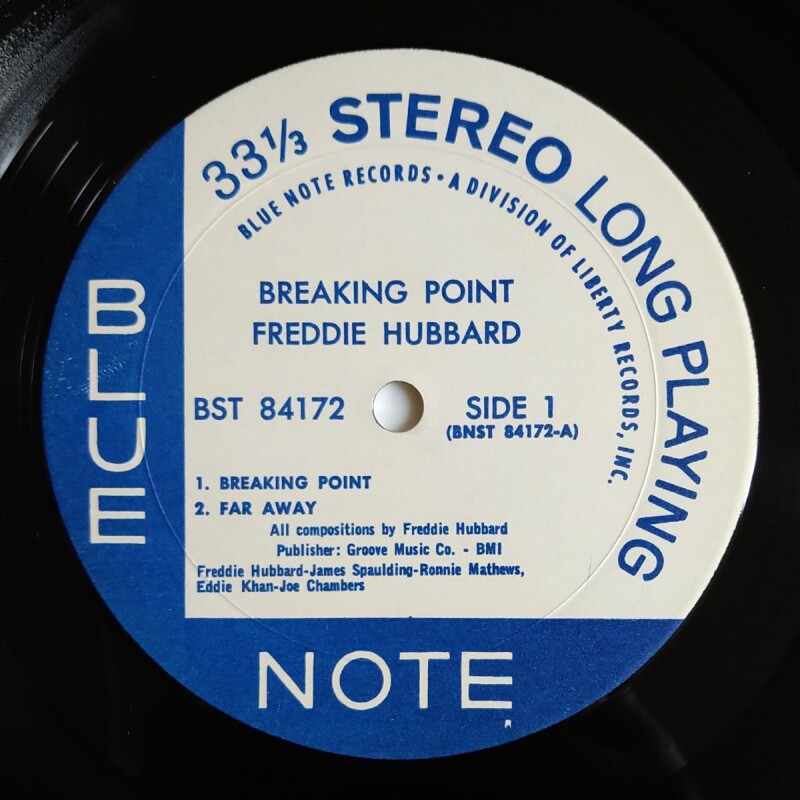 33⅓ STEREO LONG PLAYING
BLUE NOTE RECORDS • A DIVISION OF LIBERTY RECORDS, INC.
BREAKING POINT
FREDDIE HUBBARD
BST 84172
SIDE 1
(BNST 84172-A)
1. BREAKING POINT
2. FAR AWAY
All compositions by Freddie Hubbard
Publisher: Groove Music Co. - BMI
Freddie Hubbard-James Spaulding-Ronnie Mathews,
Eddie Khan-Joe Chambers
BLUE
NOTE